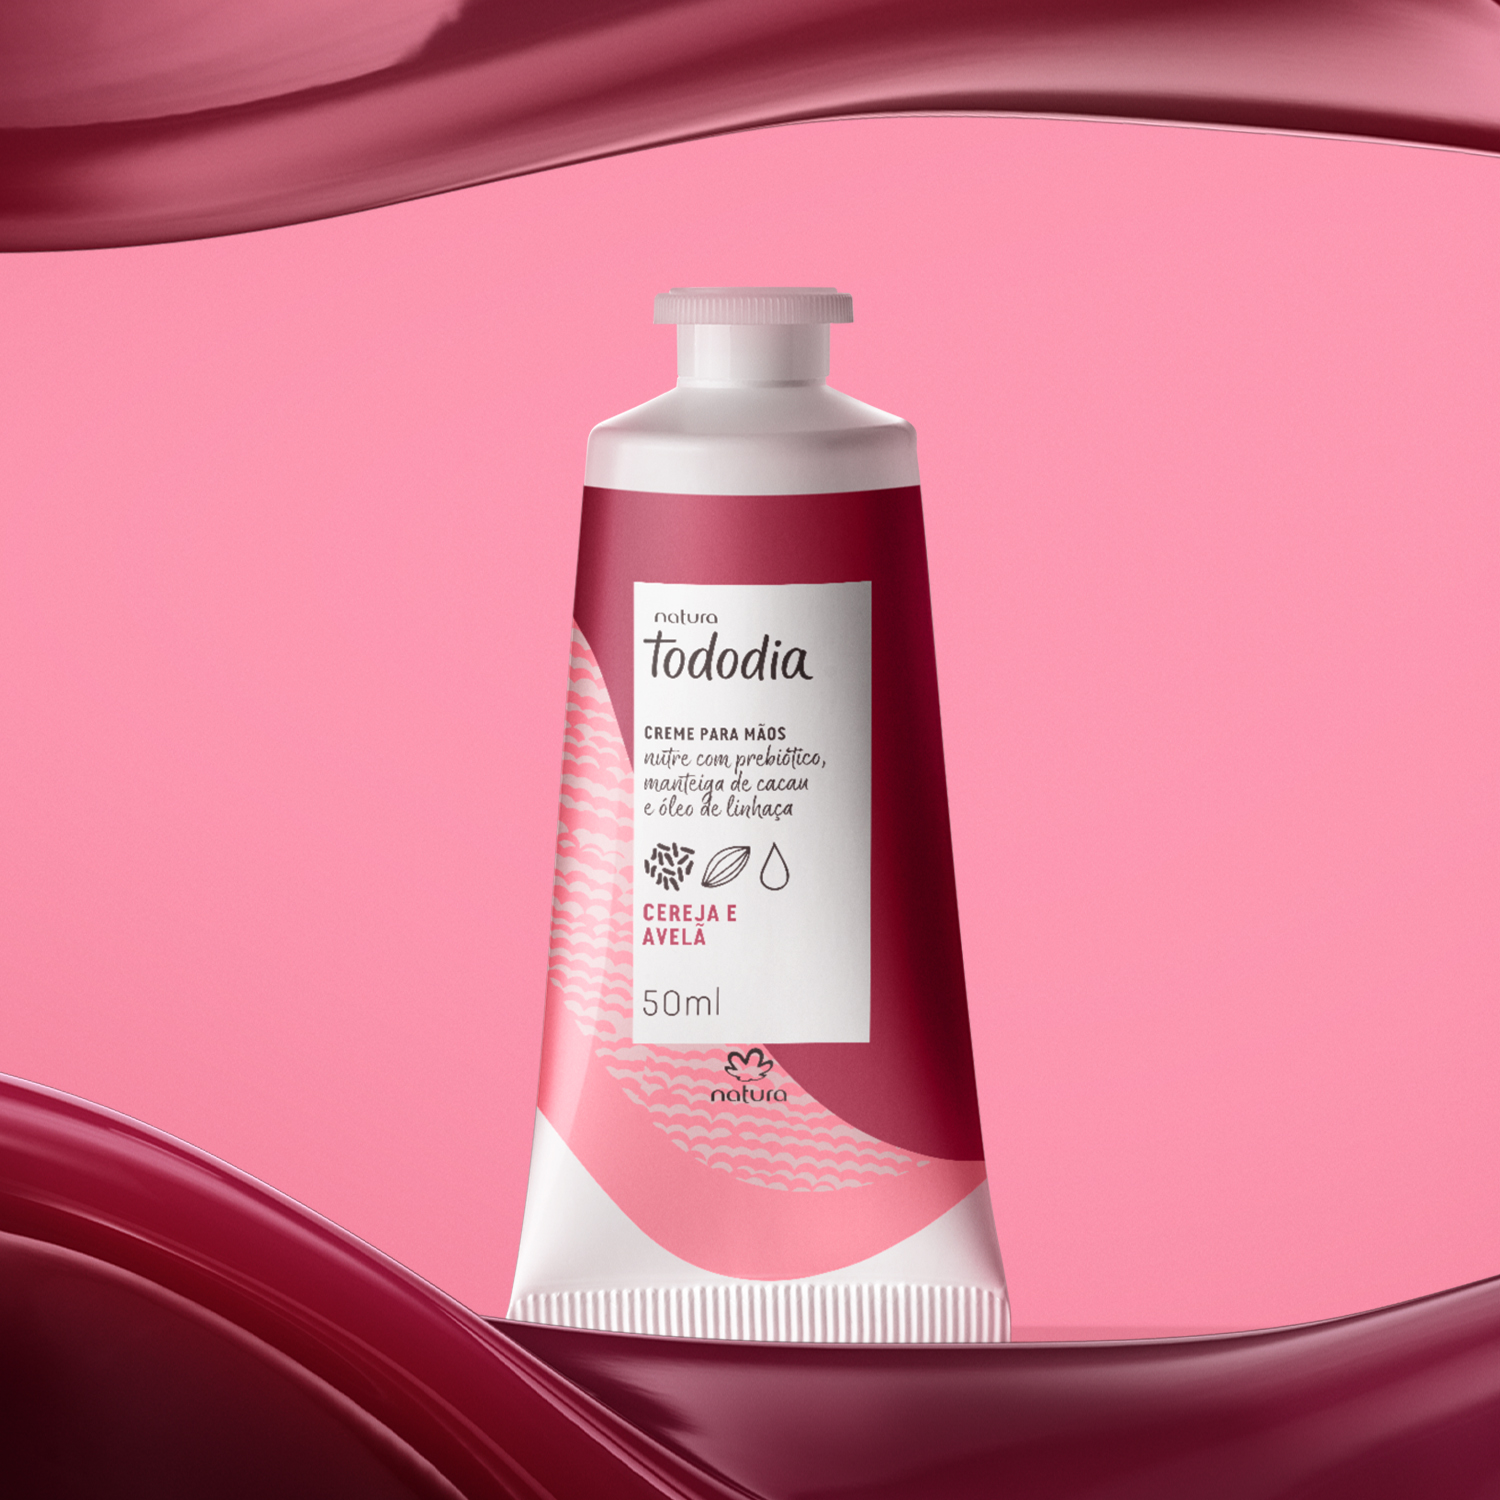 natura
tododia
CREME PARA MÃOS
nutre com prebiótico,
manteiga de cacau
e óleo de linhaça
CEREJA E
AVELÃ
50ml
natura